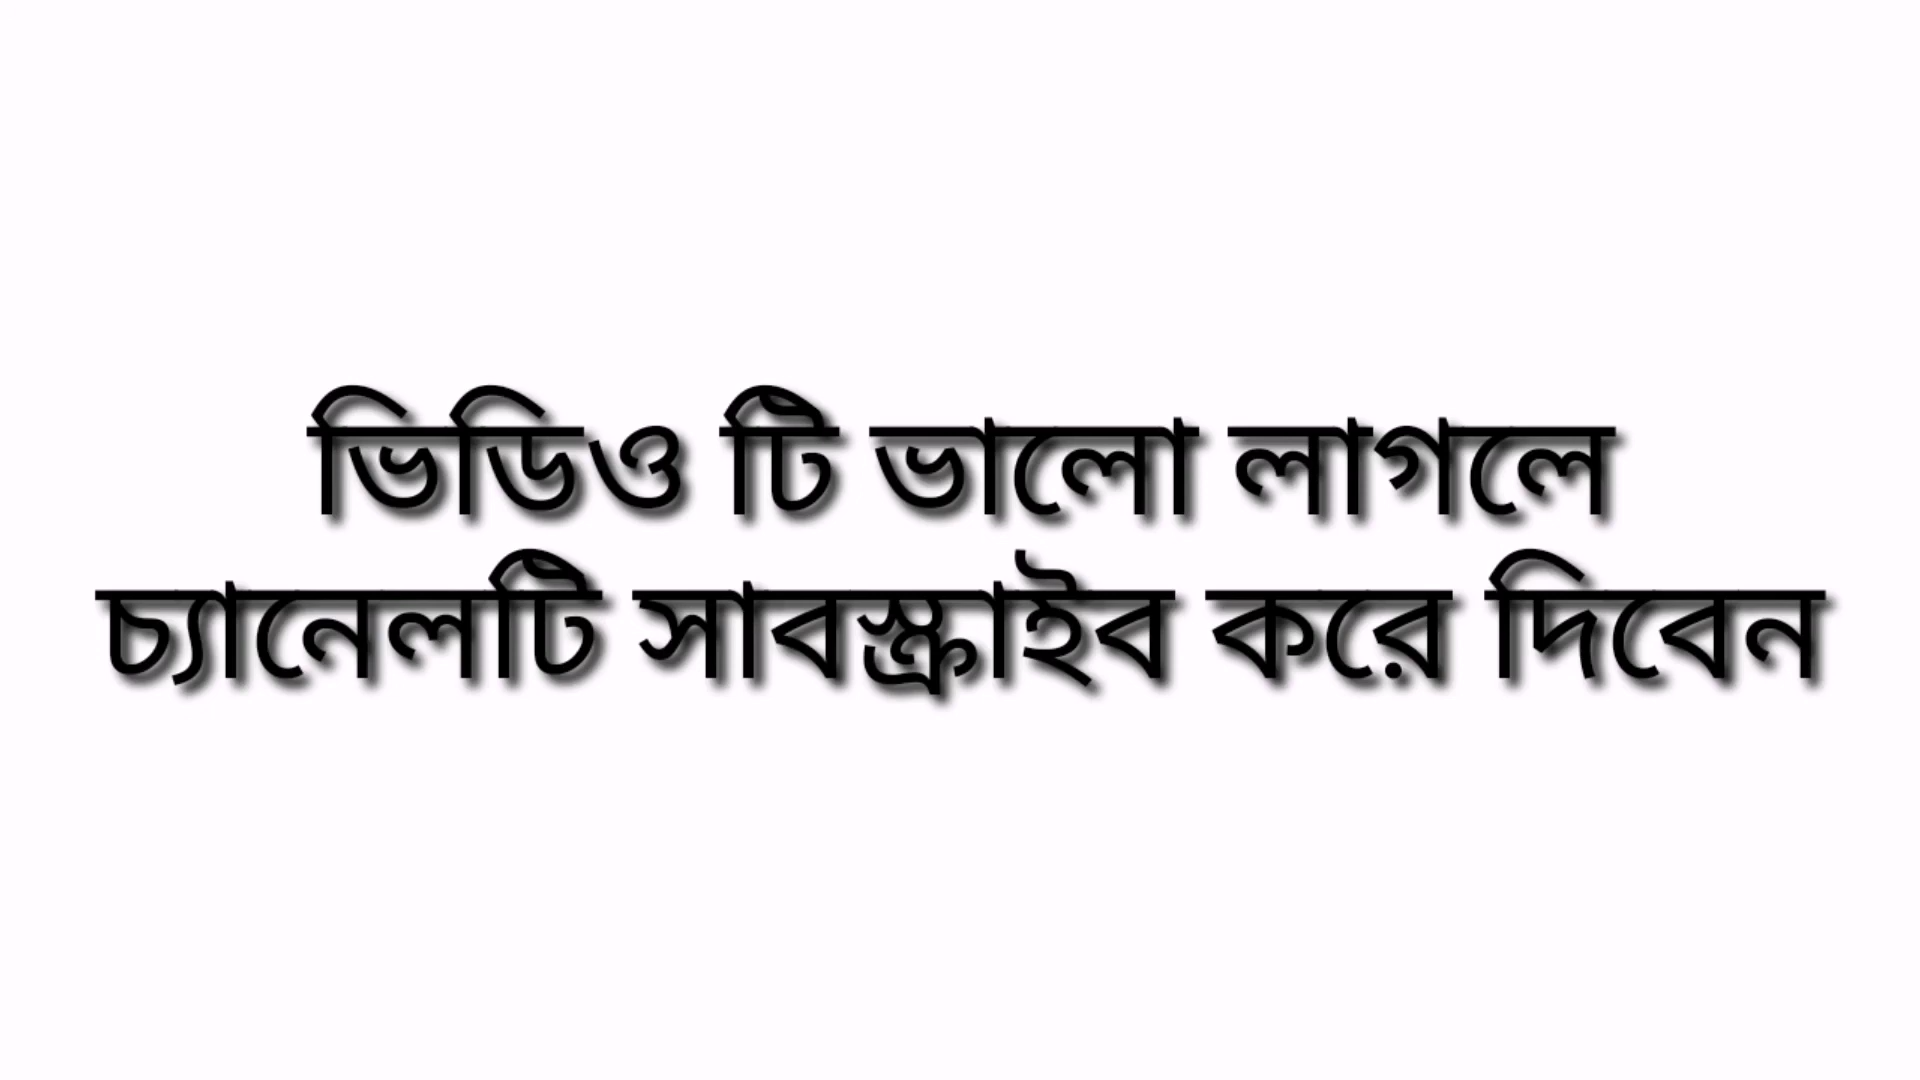 ভিডিও টি ভালো লাগলে
চ্যানেলটি সাবস্ক্রাইব করে দিবেন